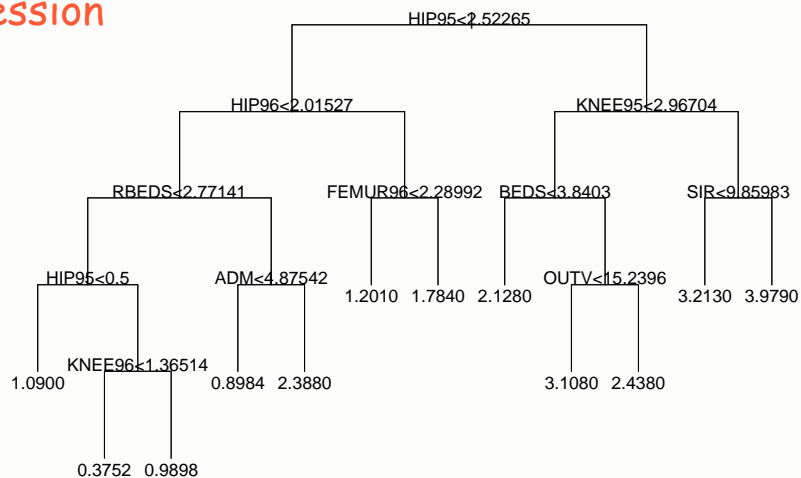 ession
HIP95<2.52265
HIP96<2.01527 KNEE95<2.96704
RBEDS<2.77141 FEMUR96<2.28992 BEDS<3.8403 SIR<9.85983
HIP95<0.5 ADM<4.87542 OUTV<15.2396
1.2010 1.7840 2.1280 3.2130 3.9790
KNEE96<1.36514
1.0900 0.8984 2.3880 3.1080 2.4380
0.3752 0.9898